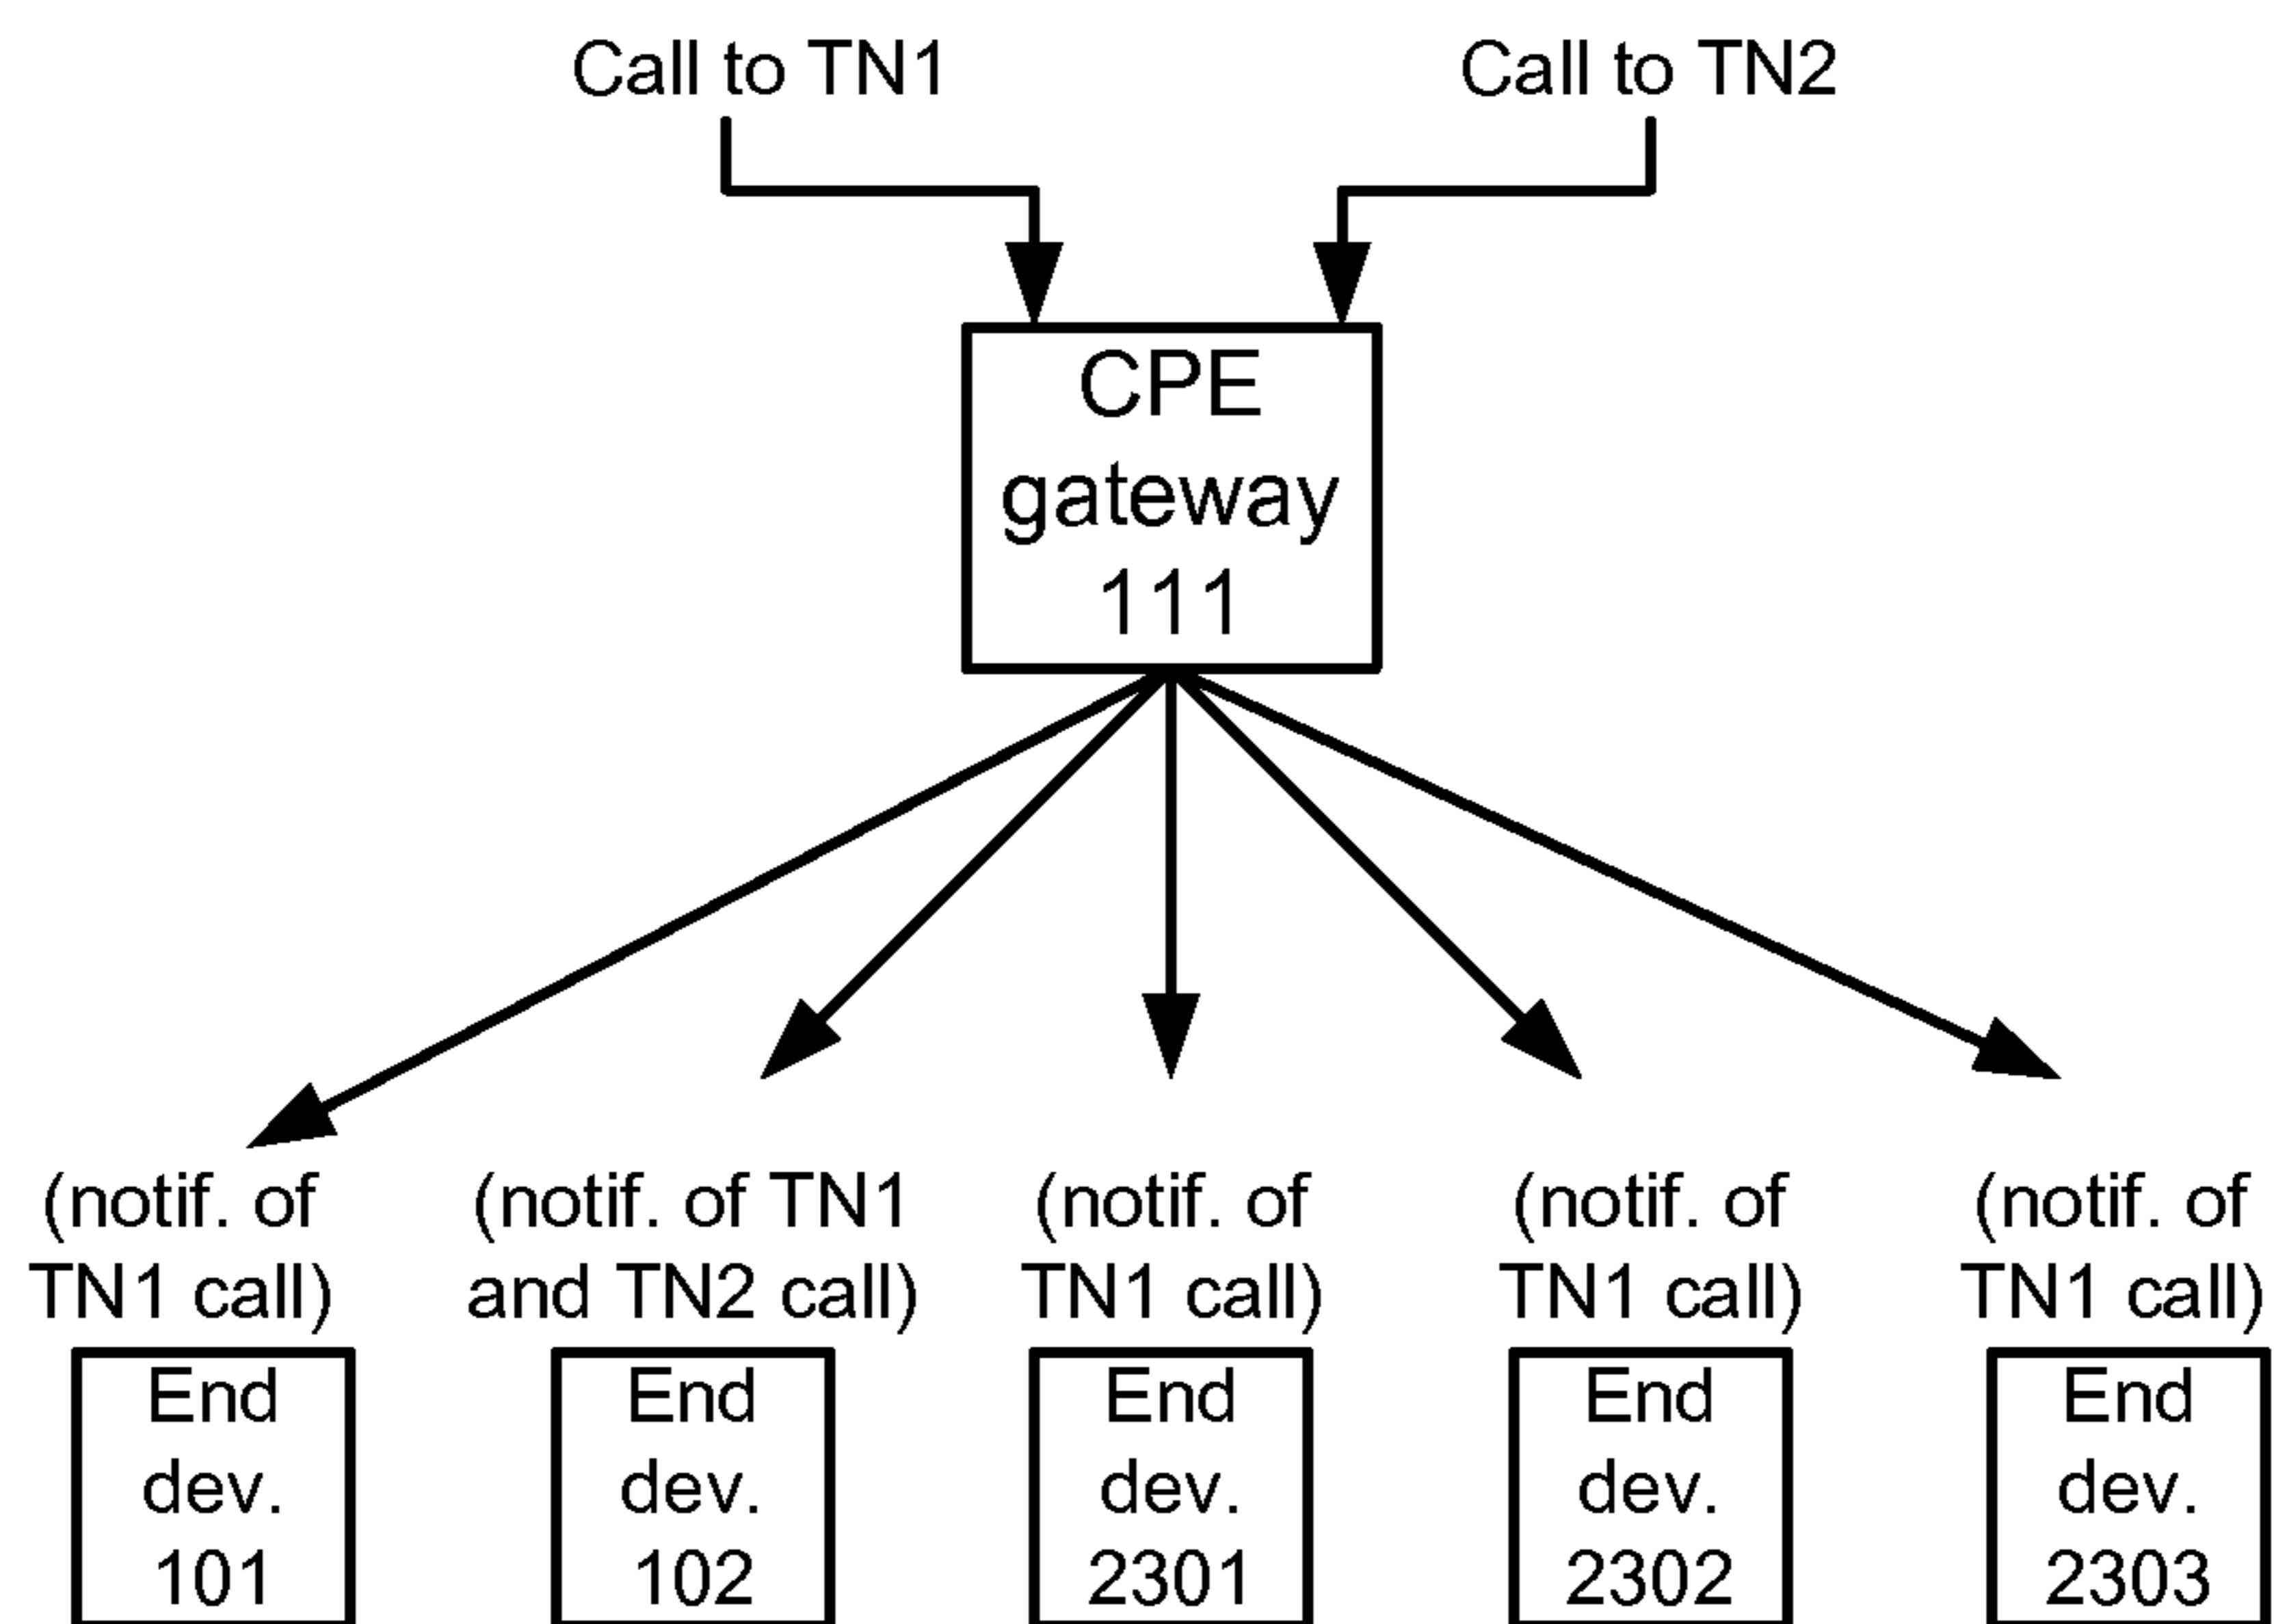 Call to TN1
Call to TN2
CPE
gateway
111
(notif. of
TN1 call)
(notif. of TN1
and TN2 call)
(notif. of
TN1 call)
(notif. of
TN1 call)
(notif. of
TN1 call)
End
dev.
101
End
dev.
102
End
dev.
2301
End
dev.
2302
End
dev.
2303